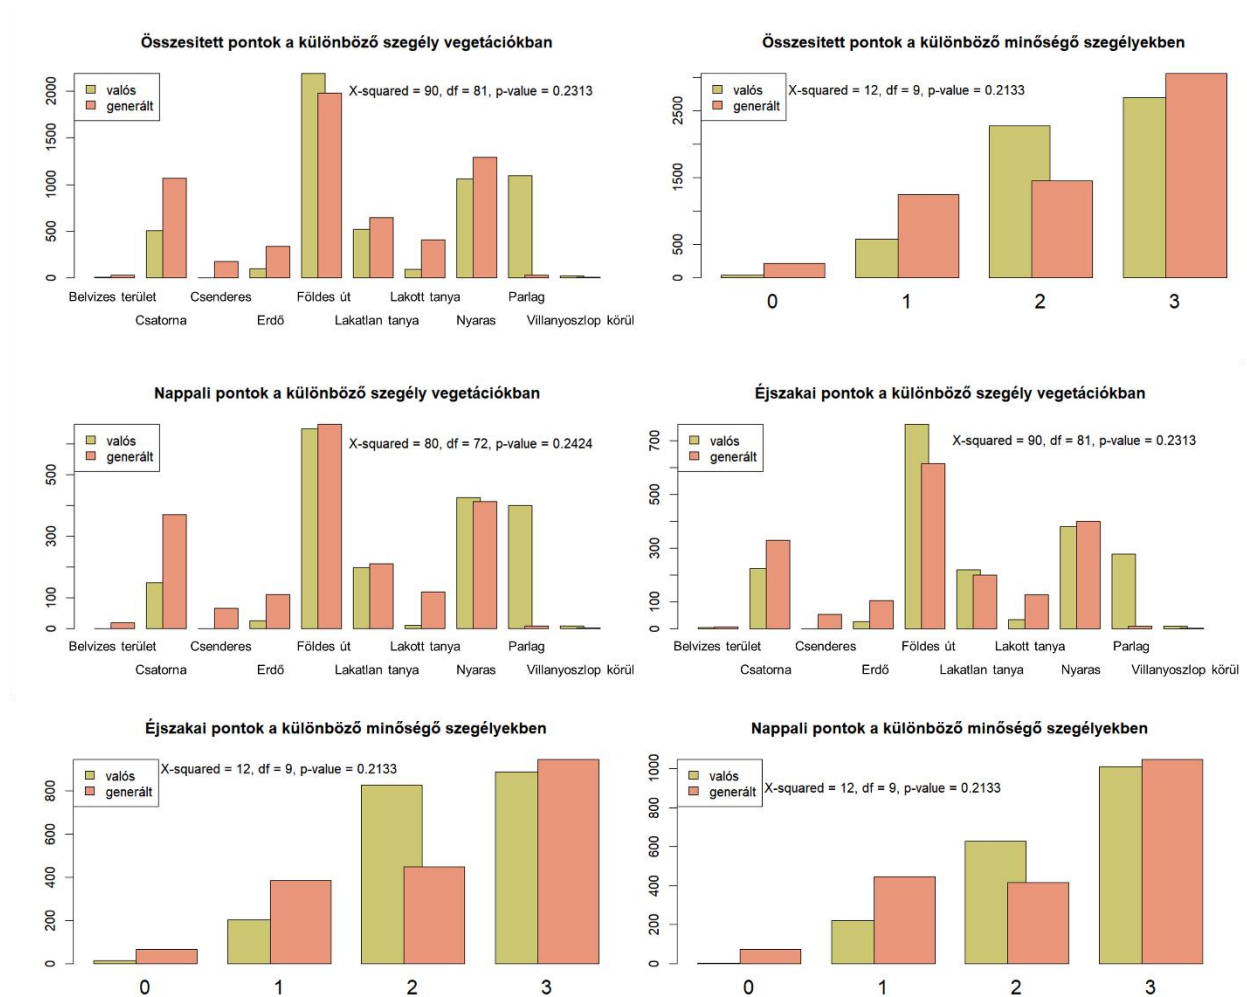 Összesített pontok a különböző szegély vegetációkban
valós
generált
X-squared = 90, df = 81, p-value = 0.2313
2000
1500
1000
500
0
Belvizes terület Csenderes Földes út Lakott tanya Parlag
Csatorna Erdő Lakatlan tanya Nyaras Villanyoszlop körül
Összesitett pontok a különböző minőségő szegélyekben
valós
generált
X-squared = 12, df = 9, p-value = 0.2133
2500
1500
500
0
0 1 2 3
Nappali pontok a különböző szegély vegetációkban
valós
generált
X-squared = 80, df = 72, p-value = 0.2424
500
300
100
0
Belvizes terület Csenderes Földes út Lakott tanya Parlag
Csatorna Erdő Lakatlan tanya Nyaras Villanyoszlop körül
Éjszakai pontok a különböző szegély vegetációkban
valós
generált
X-squared = 90, df = 81, p-value = 0.2313
700
500
300
100
0
Belvizes terület Csenderes Földes út Lakott tanya Parlag
Csatorna Erdő Lakatlan tanya Nyaras Villanyoszlop körül
Éjszakai pontok a különböző minőségő szegélyekben
valós
generált
X-squared = 12, df = 9, p-value = 0.2133
800
600
400
200
0
0 1 2 3
Nappali pontok a különböző minőségő szegélyekben
valós
generált
X-squared = 12, df = 9, p-value = 0.2133
1000
800
600
400
200
0
0 1 2 3